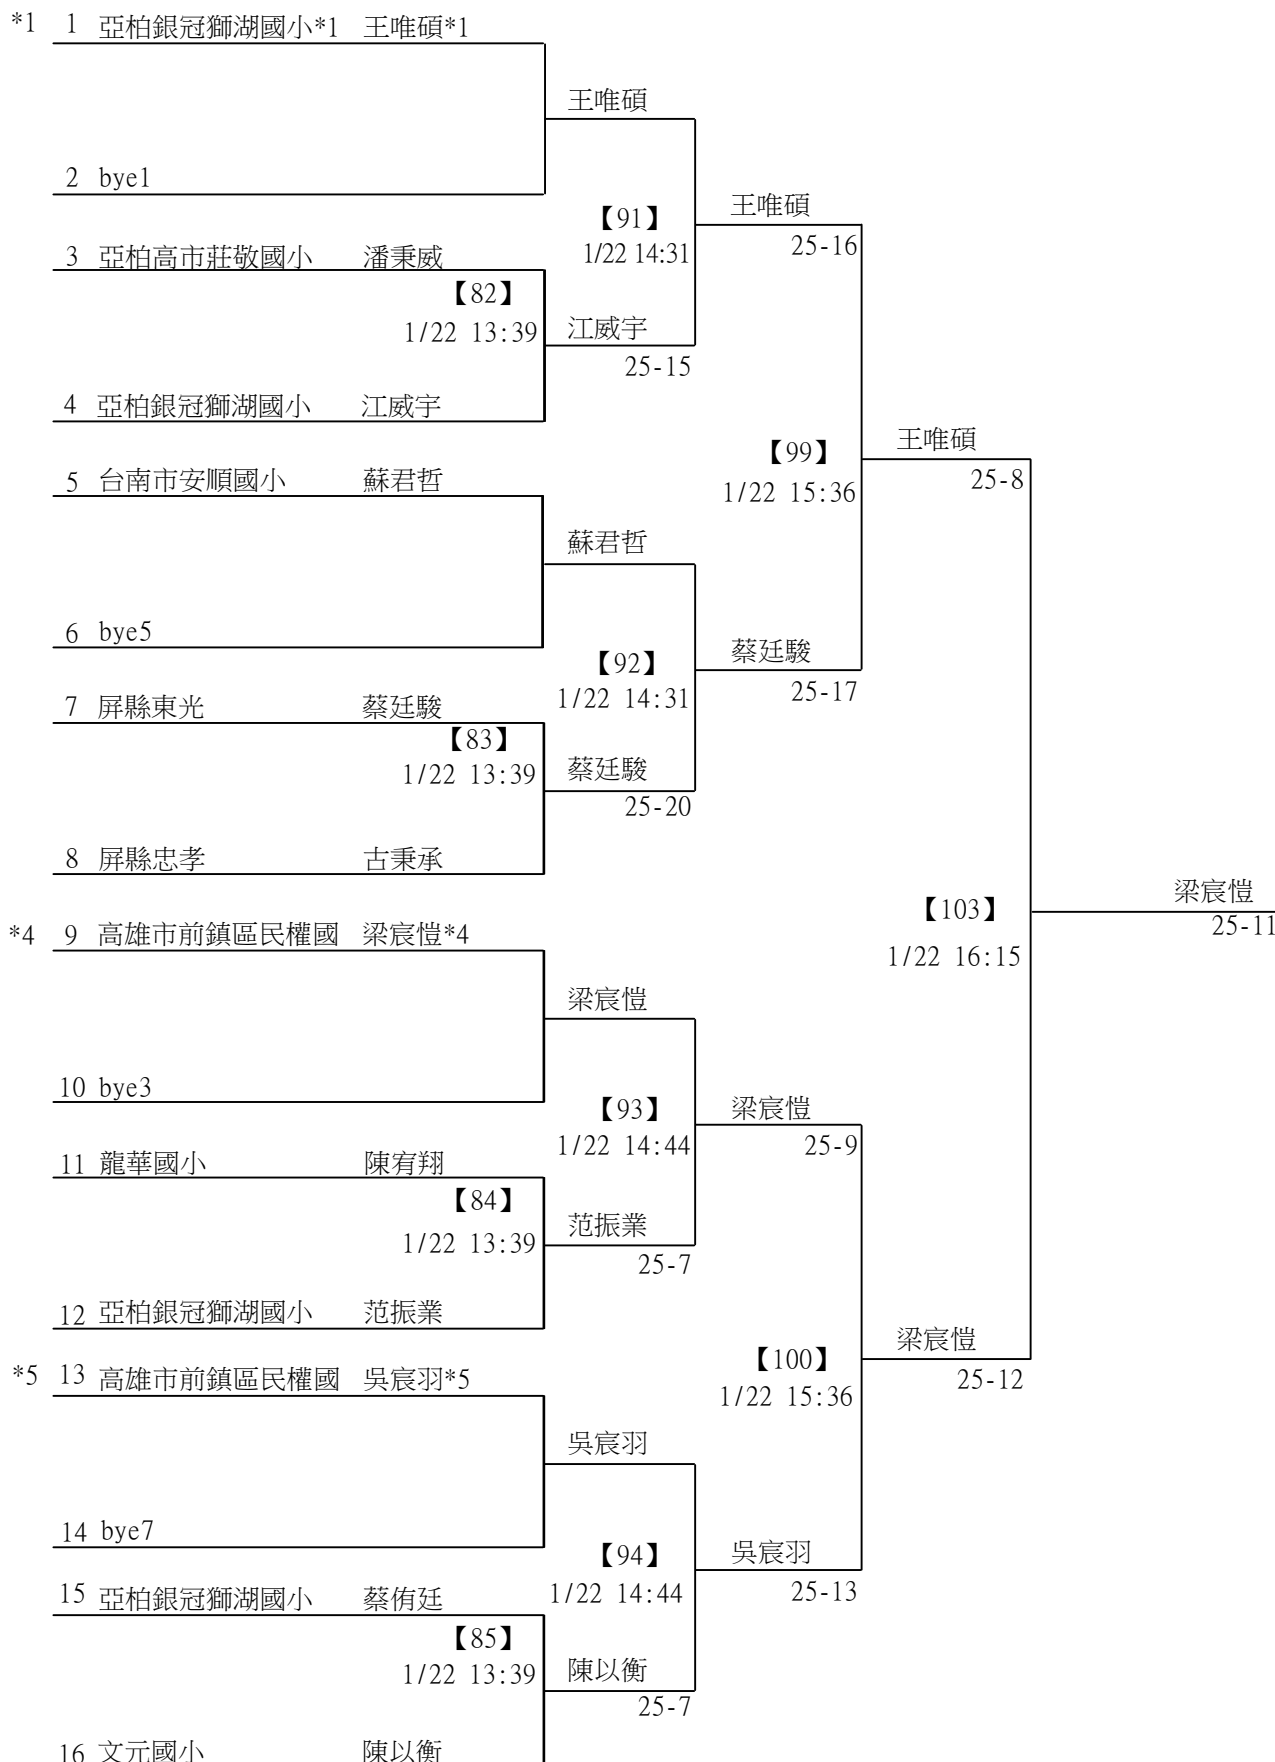 *1 1 亞柏銀冠獅湖國小*1 王唯碩*1
王唯碩
2 bye1
王唯碩
【91】
25-16
1/22 14:31
3 亞柏高市莊敬國小 潘秉威
【82】
1/22 13:39
江威宇
25-15
4 亞柏銀冠獅湖國小 江威宇
王唯碩
【99】
25-8
1/22 15:36
5 台南市安順國小 蘇君哲
蘇君哲
6 bye5
蔡廷駿
【92】
25-17
1/22 14:31
7 屏縣東光 蔡廷駿
【83】
1/22 13:39
蔡廷駿
25-20
8 屏縣忠孝 古秉承
梁宸愷
【103】
25-11
1/22 16:15
*4 9 高雄市前鎮區民權國 梁宸愷*4
梁宸愷
10 bye3
梁宸愷
【93】
25-9
1/22 14:44
11 龍華國小 陳宥翔
【84】
1/22 13:39
范振業
25-7
12 亞柏銀冠獅湖國小 范振業
梁宸愷
【100】
25-12
1/22 15:36
*5 13 高雄市前鎮區民權國 吳宸羽*5
吳宸羽
14 bye7
吳宸羽
【94】
25-13
1/22 14:44
15 亞柏銀冠獅湖國小 蔡侑廷
【85】
1/22 13:39
陳以衡
25-7
16 文元國小 陳以衡